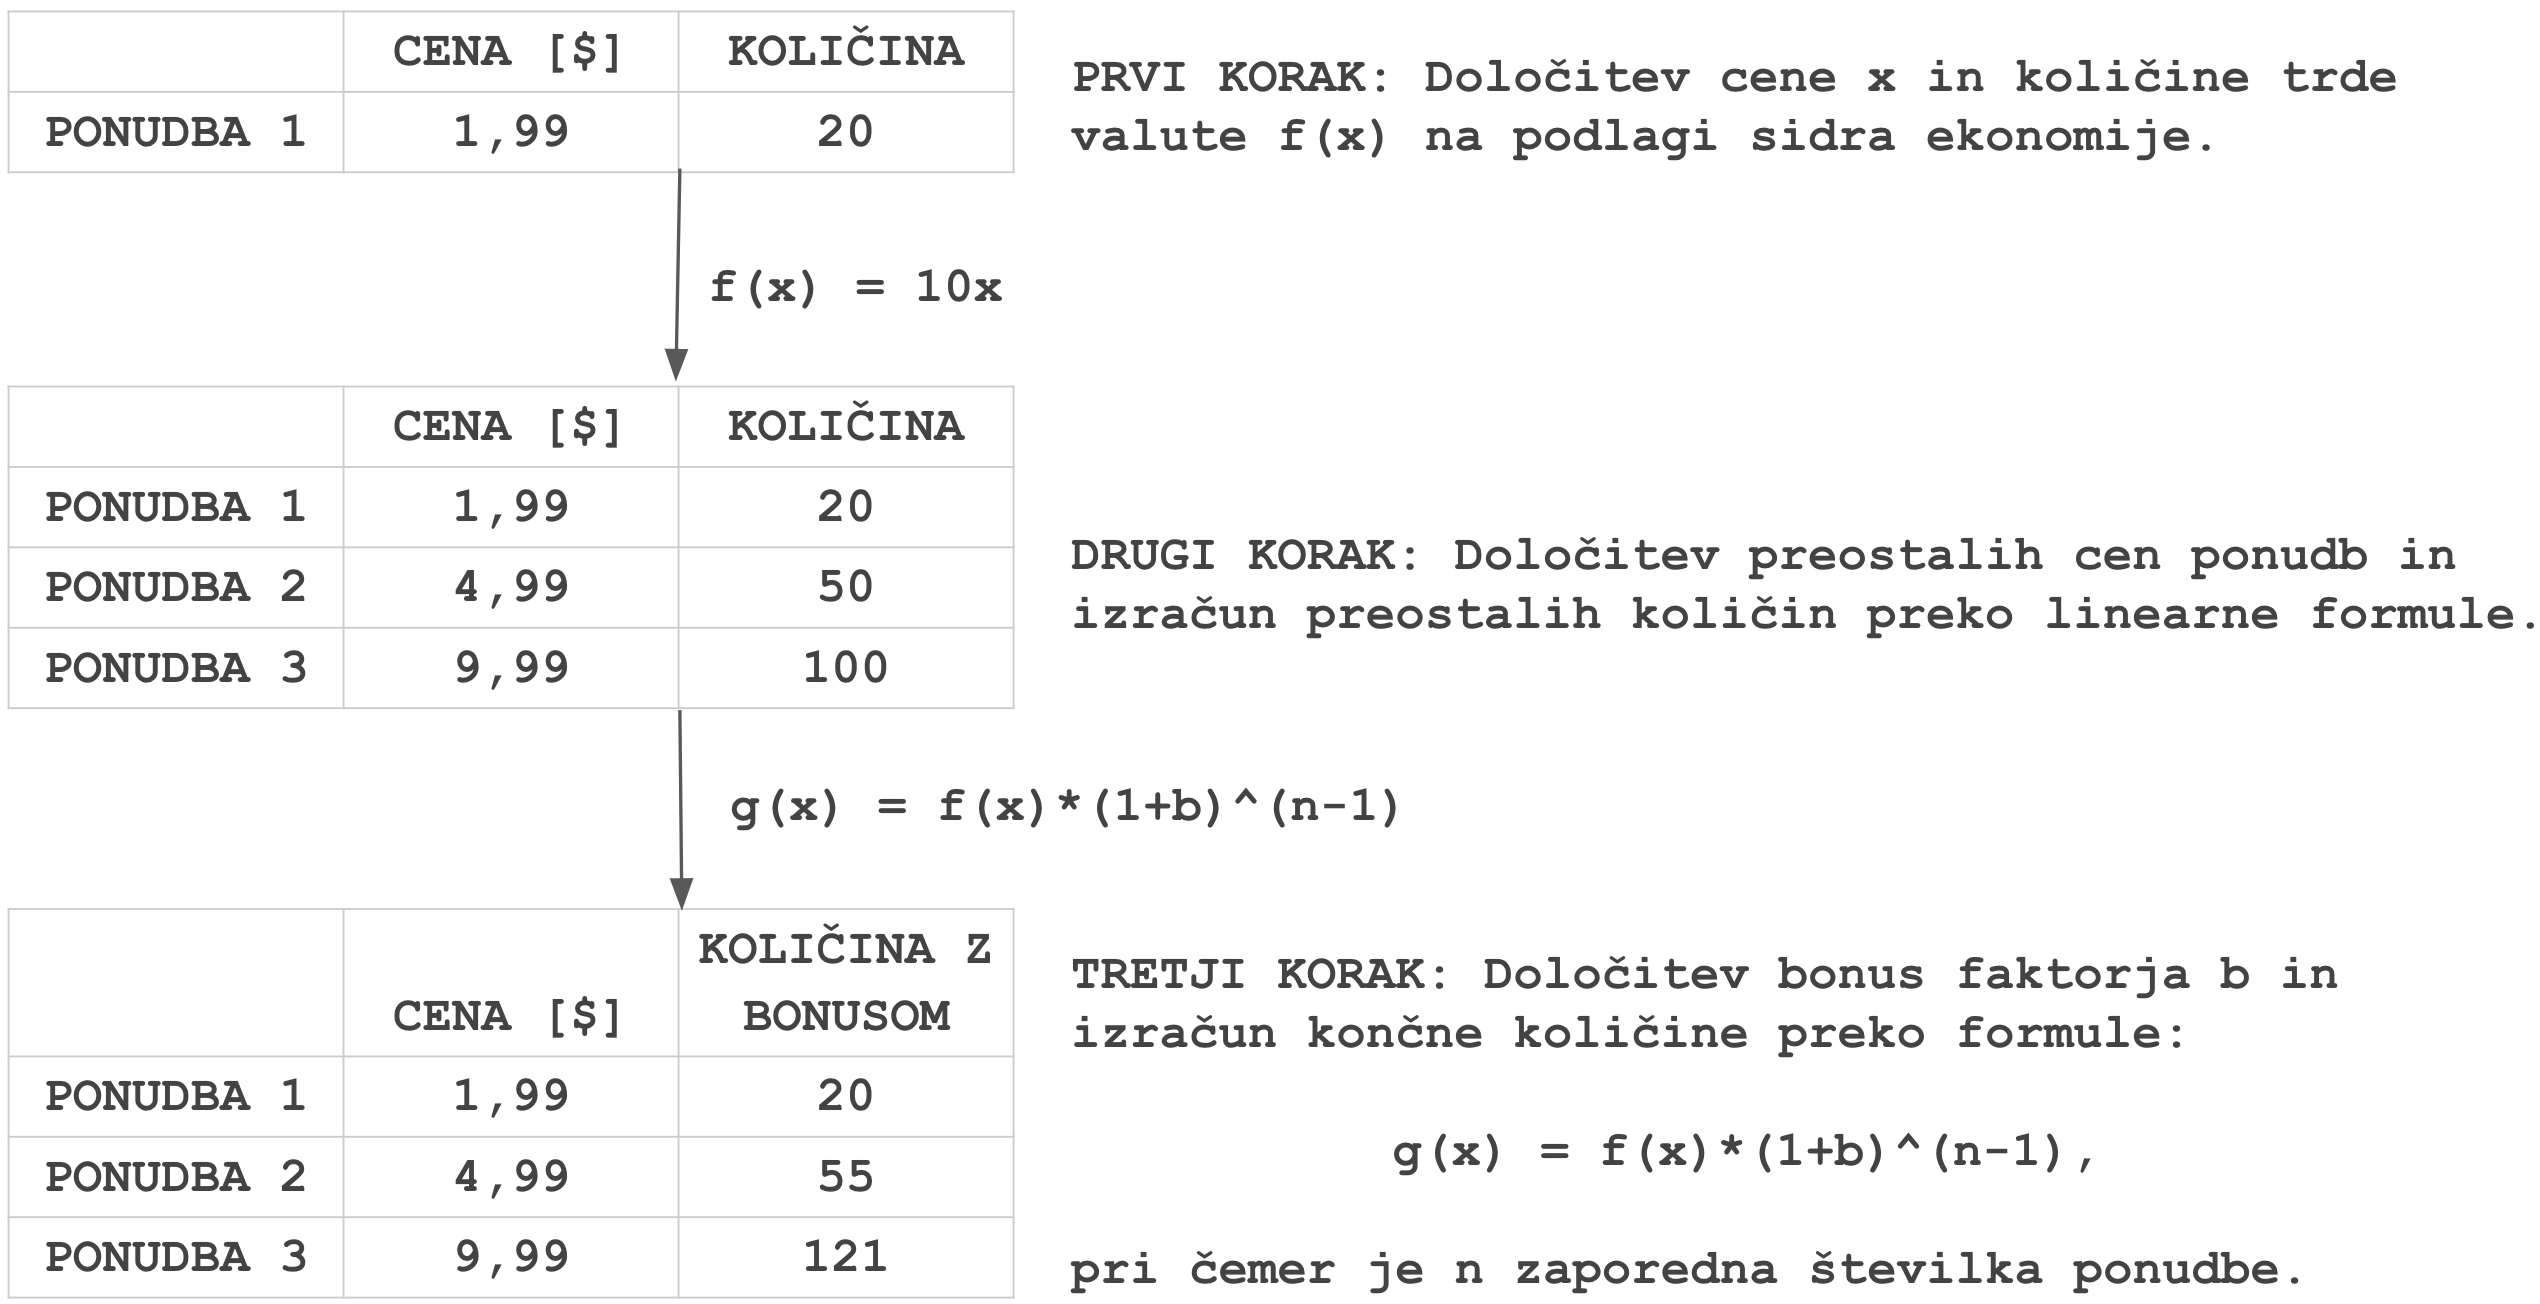 CENA [$] KOLIČINA
PONUDBA 1 1,99 20
PRVI KORAK: Določitev cene x in količine trde
valute f(x) na podlagi sidra ekonomije.
f(x) = 10x
CENA [$] KOLIČINA
PONUDBA 1 1,99 20
PONUDBA 2 4,99 50
PONUDBA 3 9,99 100
DRUGI KORAK: Določitev preostalih cen ponudb in
izračun preostalih količin preko linearne formule.
g(x) = f(x)*(1+b)^(n-1)
CENA [$] KOLIČINA Z
BONUSOM
PONUDBA 1 1,99 20
PONUDBA 2 4,99 55
PONUDBA 3 9,99 121
TRETJI KORAK: Določitev bonus faktorja b in
izračun končne količine preko formule:
g(x) = f(x)*(1+b)^(n-1),
pri čemer je n zaporedna številka ponudbe.